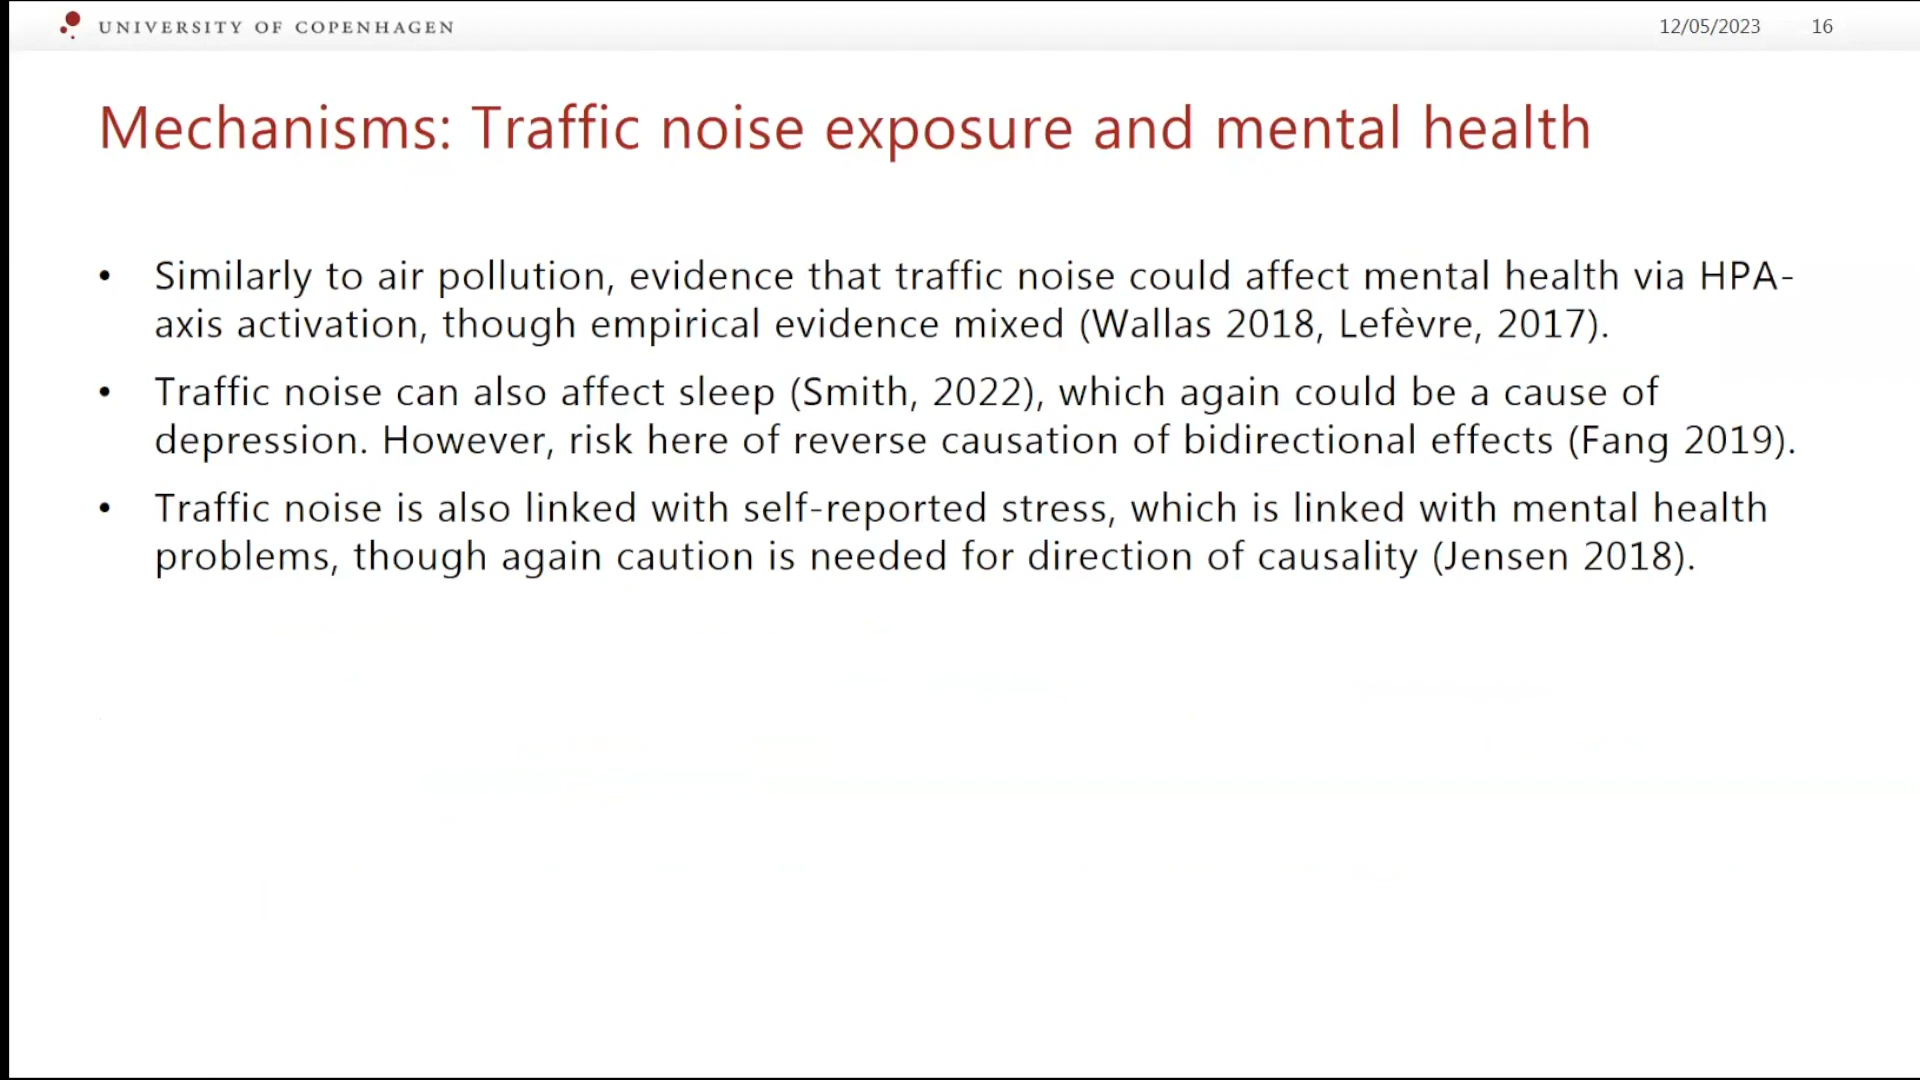 UNIVERSITY OF COPENHAGEN
12/05/2023 16
Mechanisms: Traffic noise exposure and mental health
• Similarly to air pollution, evidence that traffic noise could affect mental health via HPA-
axis activation, though empirical evidence mixed (Wallas 2018, Lefèvre, 2017).
• Traffic noise can also affect sleep (Smith, 2022), which again could be a cause of
depression. However, risk here of reverse causation of bidirectional effects (Fang 2019).
• Traffic noise is also linked with self-reported stress, which is linked with mental health
problems, though again caution is needed for direction of causality (Jensen 2018).